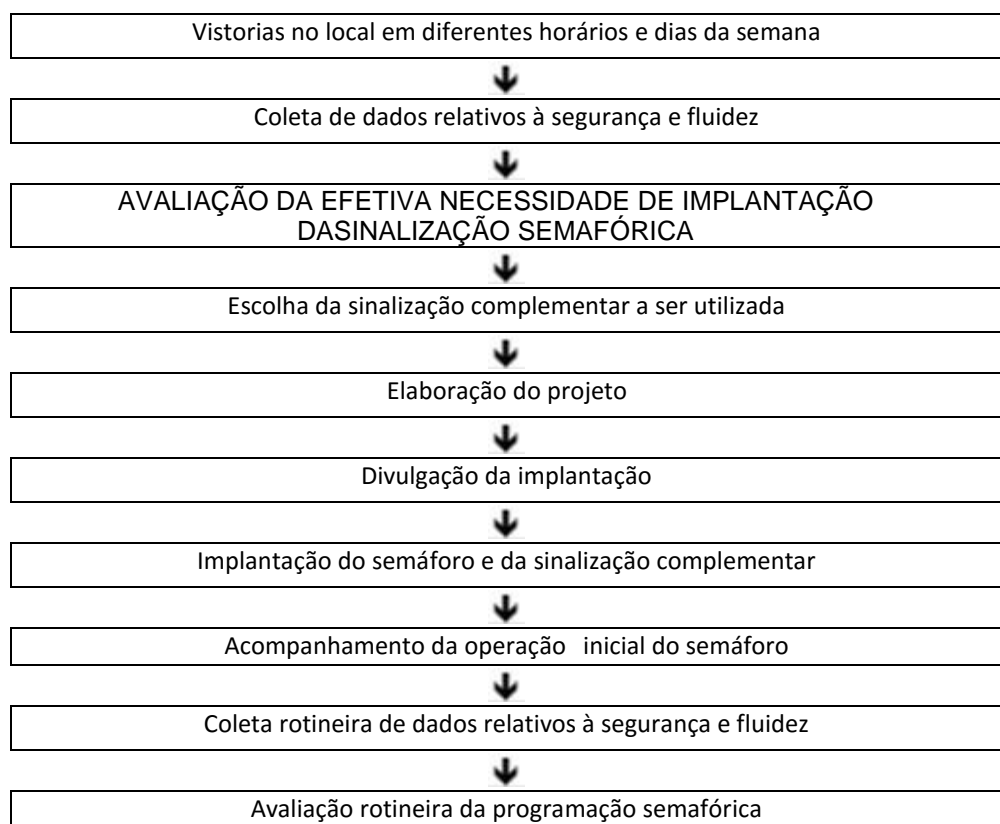 Vistorias no local em diferentes horários e dias da semana
Coleta de dados relativos à segurança e fluidez
AVALIAÇÃO DA EFETIVA NECESSIDADE DE IMPLANTAÇÃO
DASINALIZAÇÃO SEMAFÓRICA
Escolha da sinalização complementar a ser utilizada
Elaboração do projeto
Divulgação da implantação
Implantação do semáforo e da sinalização complementar
Acompanhamento da operação inicial do semáforo
Coleta rotineira de dados relativos à segurança e fluidez
Avaliação rotineira da programação semafórica